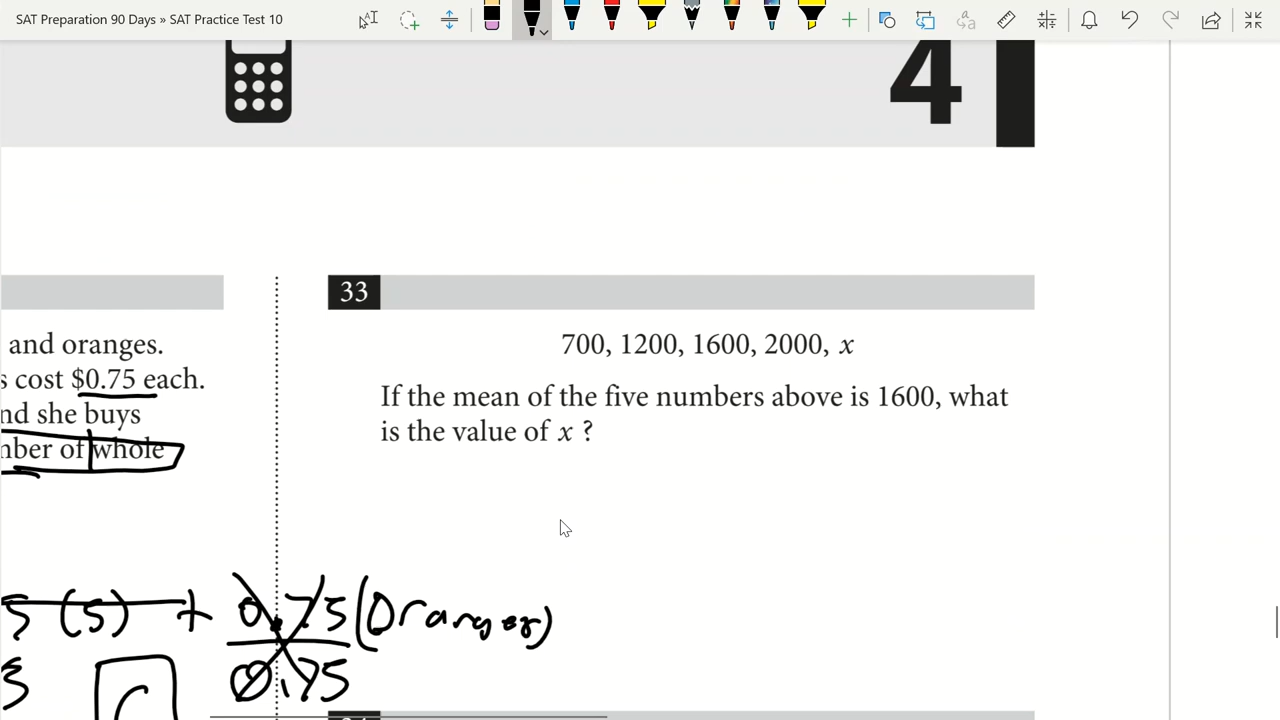 SAT Preparation 90 Days » SAT Practice Test 10
4
and oranges.
s cost $0.75 each.
nd she buys
nber of whole
33
700, 1200, 1600, 2000, x
If the mean of the five numbers above is 1600, what
is the value of x ?
5 (5) + 0.75(Oranges)
0.75
5
C